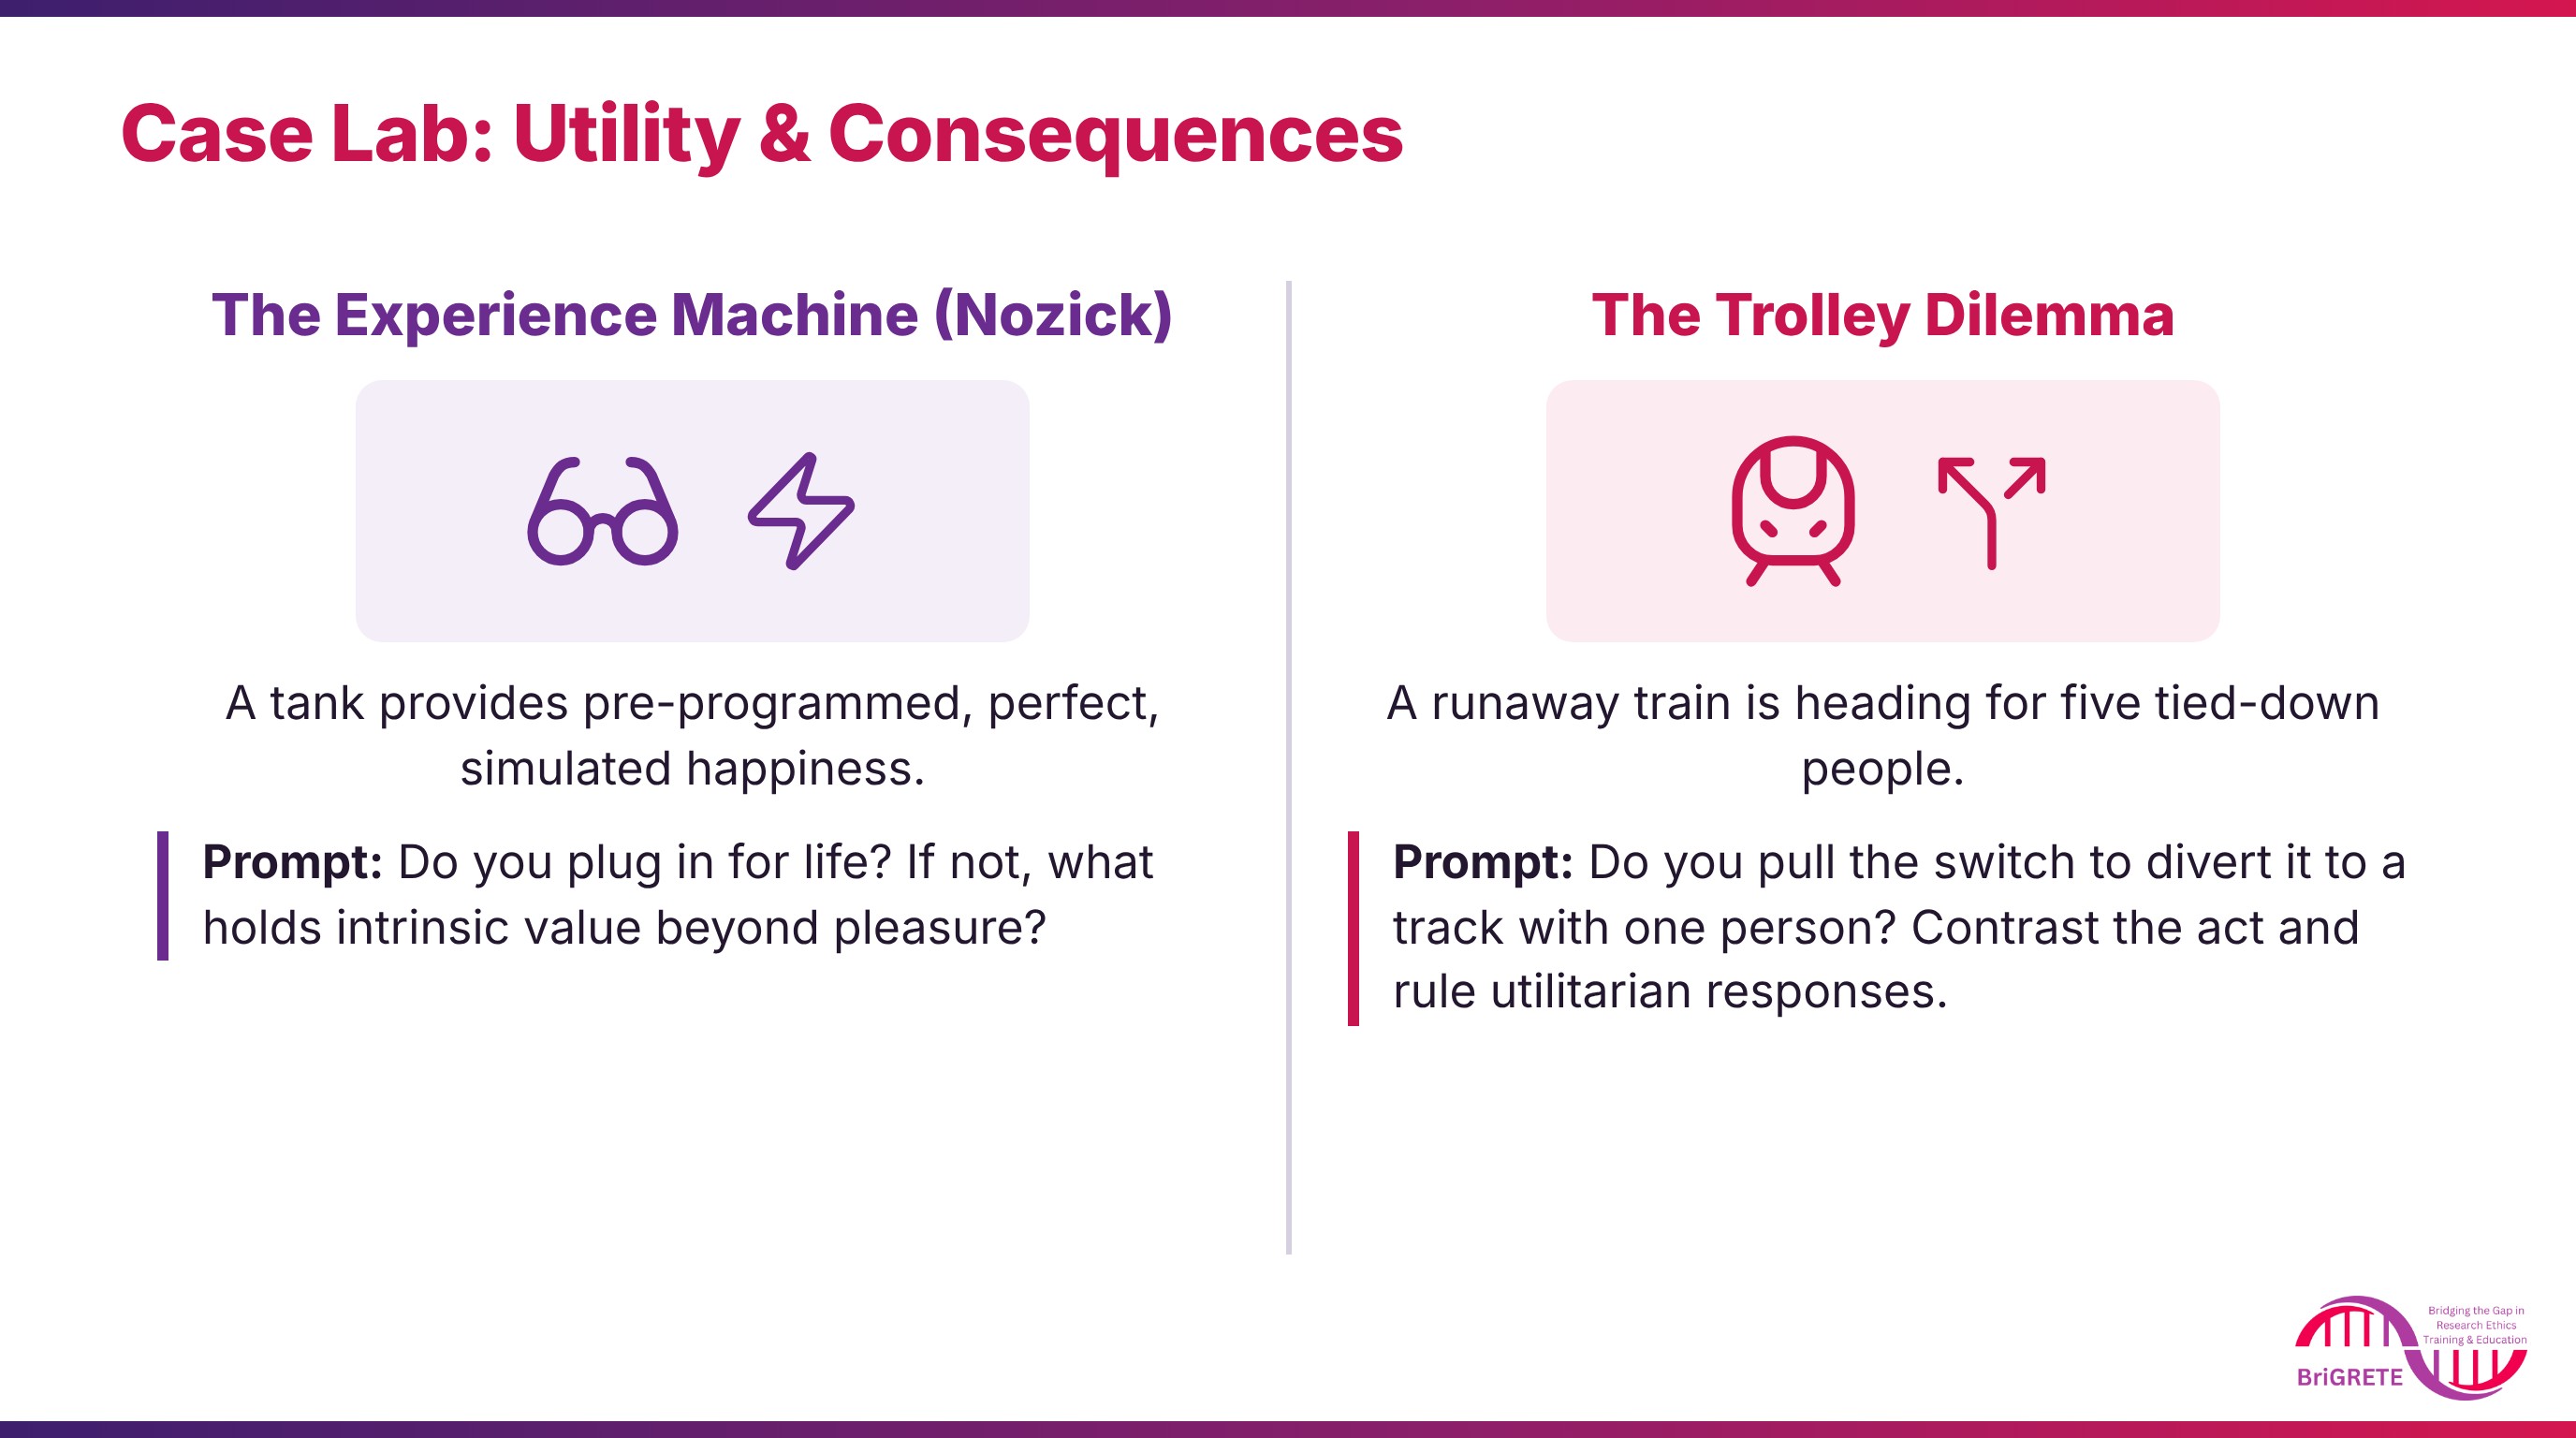 Case Lab: Utility & Consequences
The Experience Machine (Nozick)
A tank provides pre-programmed, perfect,
simulated happiness.
Prompt: Do you plug in for life? If not, what
holds intrinsic value beyond pleasure?
The Trolley Dilemma
A runaway train is heading for five tied-down
people.
Prompt: Do you pull the switch to divert it to a
track with one person? Contrast the act and
rule utilitarian responses.
Bridging the Gap in
Research Ethics
Training & Education
BriGRETE